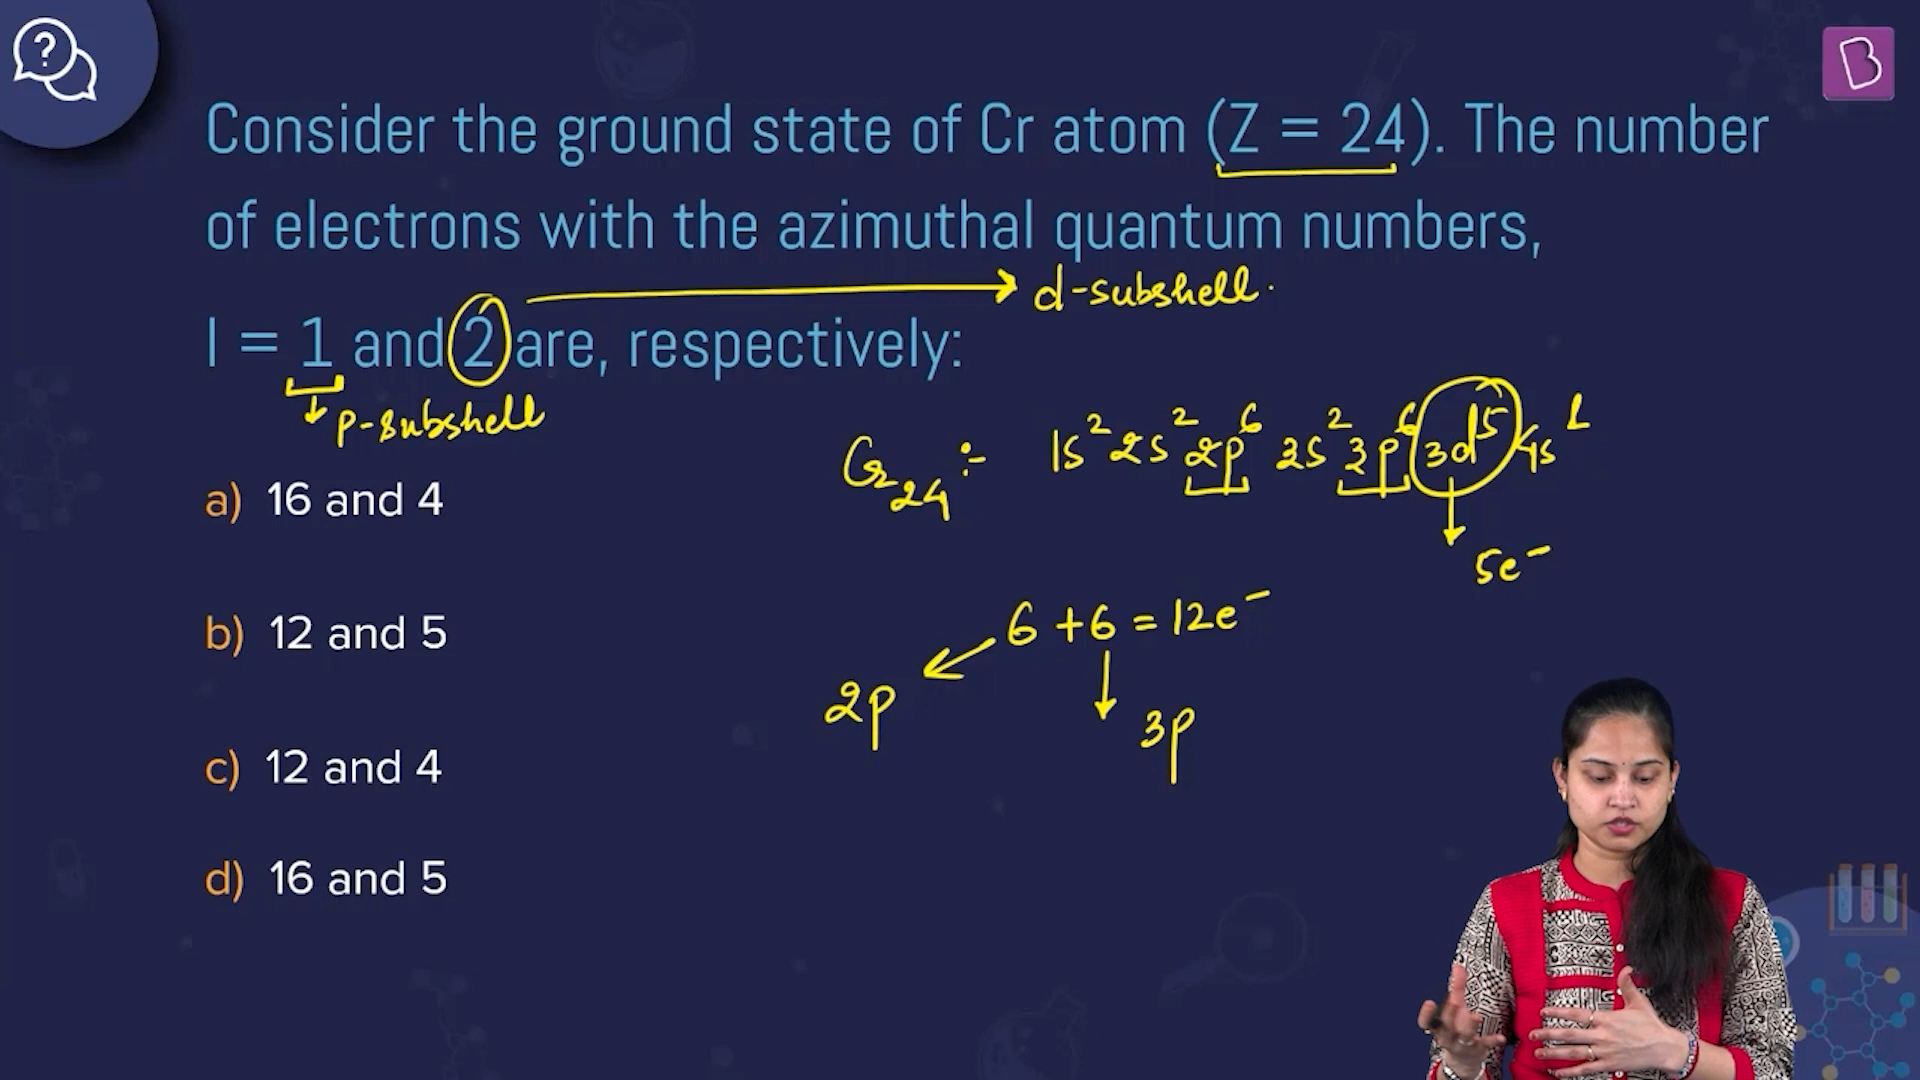 Consider the ground state of Cr atom (Z = 24). The number
of electrons with the azimuthal quantum numbers,
d-subshell.
l = 1 and 2 are, respectively:
p-subshell
Cr₂₄ :- 1s² 2s² 2p⁶ 3s² 3p⁶ 3d⁵ 4s¹
a) 16 and 4
5e⁻
b) 12 and 5
6 + 6 = 12e⁻
2p
3p
c) 12 and 4
d) 16 and 5
B